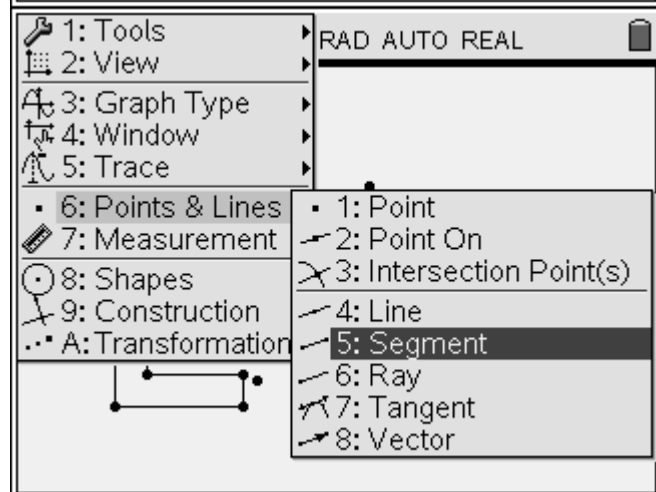 1: Tools
RAD AUTO REAL
2: View
3: Graph Type
4: Window
5: Trace
6: Points & Lines
7: Measurement
8: Shapes
9: Construction
A: Transformation
1: Point
2: Point On
3: Intersection Point(s)
4: Line
5: Segment
6: Ray
7: Tangent
8: Vector